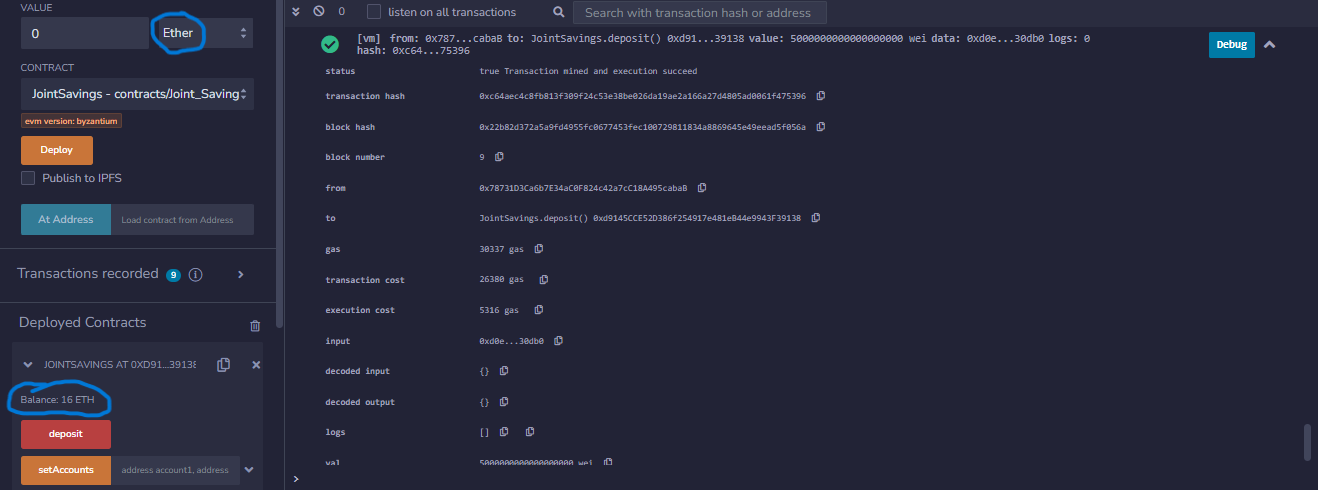 VALUE
0
Ether
CONTRACT
JointSavings - contracts/Joint_Saving
evm version: byzantium
Deploy
Publish to IPFS
At Address
Load contract from Address
Transactions recorded 9
Deployed Contracts
JOINTSAVINGS AT 0XD91...39138
Balance: 16 ETH
deposit
setAccounts
address account1, address
0
listen on all transactions
Search with transaction hash or address
[vm] from: 0x787...cabaB to: JointSavings.deposit() 0xd91...39138 value: 5000000000000000000 wei data: 0xd0e...30db0 logs: 0
hash: 0xc64...75396
Debug
status true Transaction mined and execution succeed
transaction hash 0xc64aec4c8fb813f309f24c53e38be026da19ae2a166a27d4805ad0061f475396
block hash 0x22b82d372a5a9fd4955fc0677453fec100729811834a8869645e49eead5f056a
block number 9
from 0x78731D3Ca6b7E34aC0F824c42a7cC18A495cabaB
to JointSavings.deposit() 0xd9145CCE52D386f254917e481eB44e9943F39138
gas 30337 gas
transaction cost 26380 gas
execution cost 5316 gas
input 0xd0e...30db0
decoded input {}
decoded output {}
logs []
val 5000000000000000000 wei
>